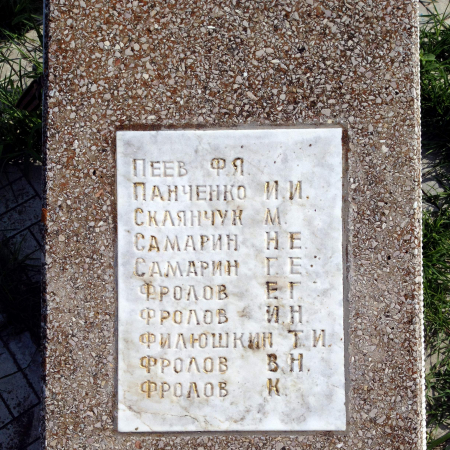 Пеев Ф Я
Панченко И.И.
Склянчук М.
Самарин Н Е
Самарин Г. Е
Фролов Е Г
Фролов И.Н.
Филюшкин Т.И.
Фролов В.Н.
Фролов К.